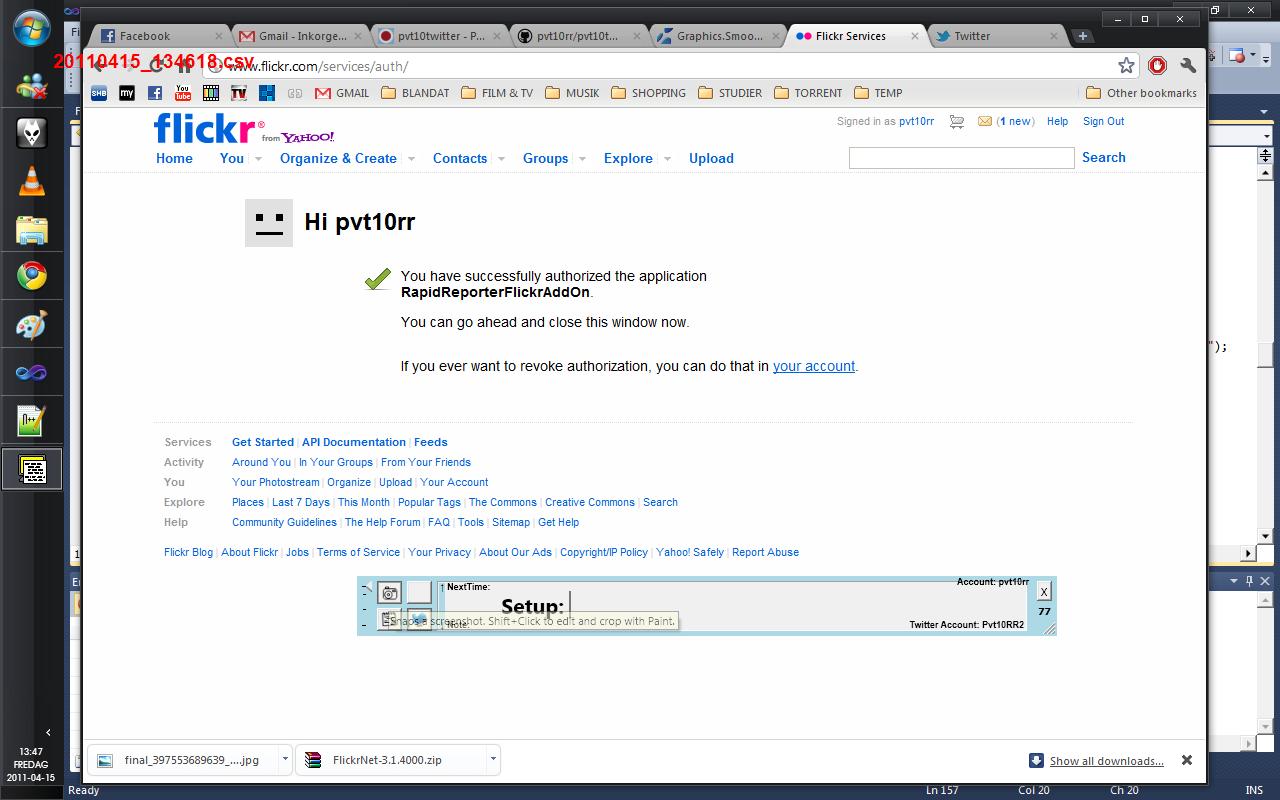 Facebook
Gmail - Inkorge...
pvt10twitter - P...
pvt10rr/pvt10t...
Graphics.Smoo...
Flickr Services
Twitter
20110415_134618.csv
www.flickr.com/services/auth/
SHB
my
You Tube
TV
GMAIL
BLANDAT
FILM & TV
MUSIK
SHOPPING
STUDIER
TORRENT
TEMP
Other bookmarks
flickr® from YAHOO!
Signed in as pvt10rr
(1 new)
Help
Sign Out
Home
You
Organize & Create
Contacts
Groups
Explore
Upload
Search
Hi pvt10rr
You have successfully authorized the application
RapidReporterFlickrAddOn.
You can go ahead and close this window now.
If you ever want to revoke authorization, you can do that in your account.
");
Services Get Started | API Documentation | Feeds
Activity Around You | In Your Groups | From Your Friends
You Your Photostream | Organize | Upload | Your Account
Explore Places | Last 7 Days | This Month | Popular Tags | The Commons | Creative Commons | Search
Help Community Guidelines | The Help Forum | FAQ | Tools | Sitemap | Get Help
Flickr Blog | About Flickr | Jobs | Terms of Service | Your Privacy | About Our Ads | Copyright/IP Policy | Yahoo! Safely | Report Abuse
NextTime:
Account: pvt10rr
X
Setup:
77
Snaps a screenshot. Shift+Click to edit and crop with Paint.
Note:
Twitter Account: Pvt10RR2
13:47
FREDAG
2011-04-15
final_397553689639_....jpg
FlickrNet-3.1.4000.zip
Show all downloads...
Ready
Ln 157
Col 20
Ch 20
INS